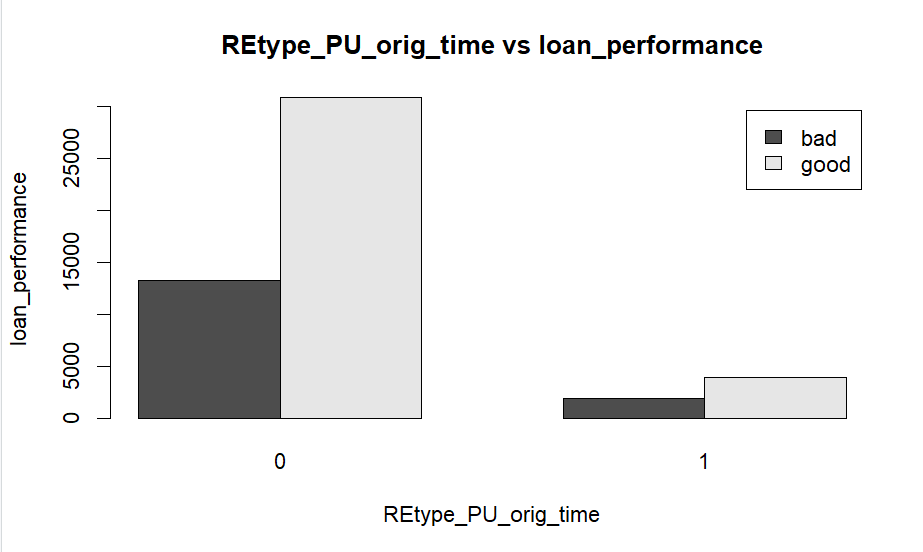 REtype_PU_orig_time vs loan_performance
bad
good
loan_performance
25000
15000
5000
0
0
1
REtype_PU_orig_time